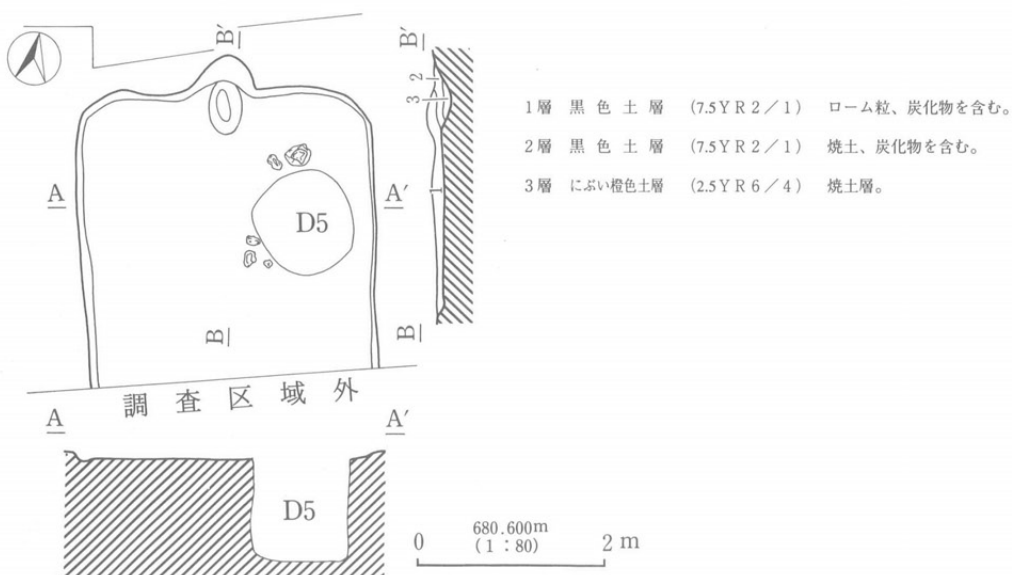 B′
B′
2
3
1層 黒色土層 (7.5YR2/1) ローム粒、炭化物を含む。
2層 黒色土層 (7.5YR2/1) 焼土、炭化物を含む。
3層 にぶい橙色土層 (2.5YR6/4) 焼土層。
A
A′
1
D5
B
B
調査区域外
A
A′
D5
680.600m
(1:80)
0
2m